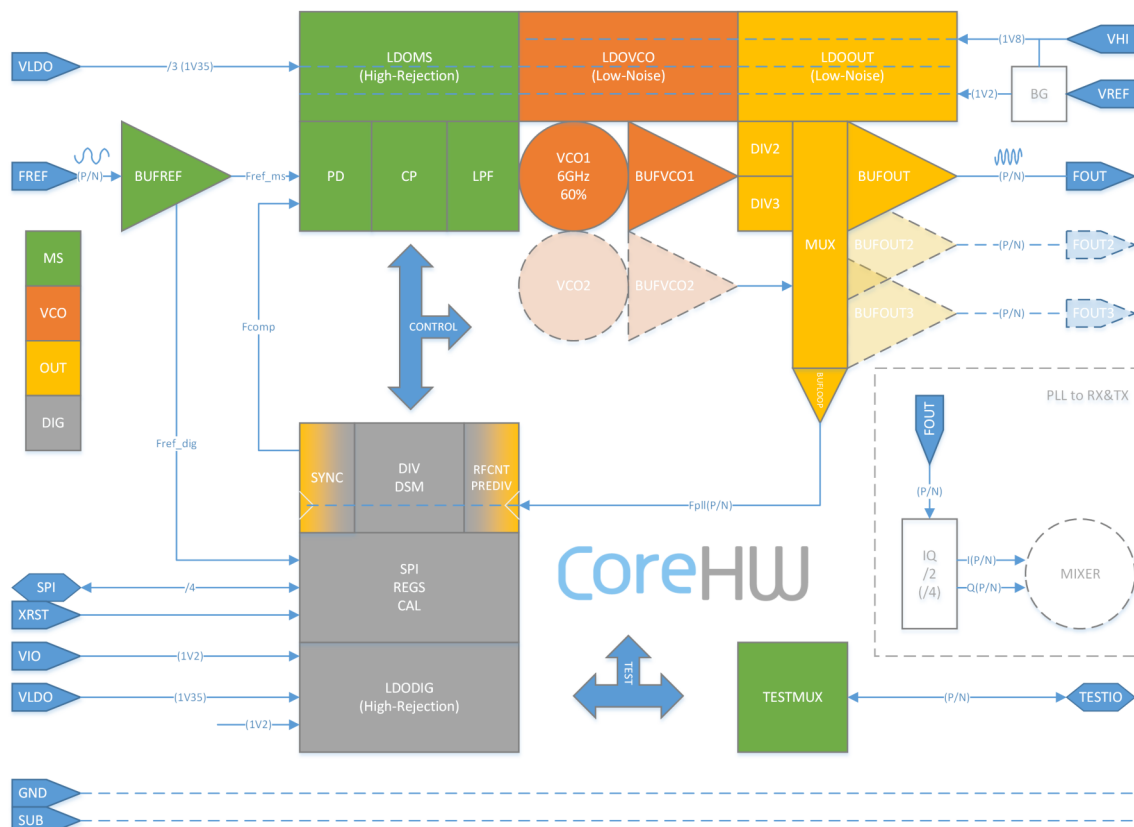 LDOMS
(High-Rejection)
LDOVCO
(Low-Noise)
LDOOUT
(Low-Noise)
VLDO
/3 (1V35)
(1V8)
VHI
(1V2)
BG
VREF
FREF
(P/N)
BUFREF
Fref_ms
PD
CP
LPF
VCO1
6GHz
60%
BUFVCO1
DIV2
DIV3
MUX
BUFOUT
(P/N)
FOUT
VCO2
BUFVCO2
BUFOUT2
(P/N)
FOUT2
BUFOUT3
(P/N)
FOUT3
BUFLOOP
MS
VCO
OUT
DIG
Fcomp
CONTROL
Fref_dig
SYNC
DIV
DSM
RFCNT
PREDIV
Fpll(P/N)
PLL to RX&TX
FOUT
(P/N)
IQ
/2
(/4)
I(P/N)
Q(P/N)
MIXER
SPI
/4
XRST
SPI
REGS
CAL
CoreHW
VIO
(1V2)
VLDO
(1V35)
(1V2)
LDODIG
(High-Rejection)
TEST
TESTMUX
(P/N)
TESTIO
GND
SUB